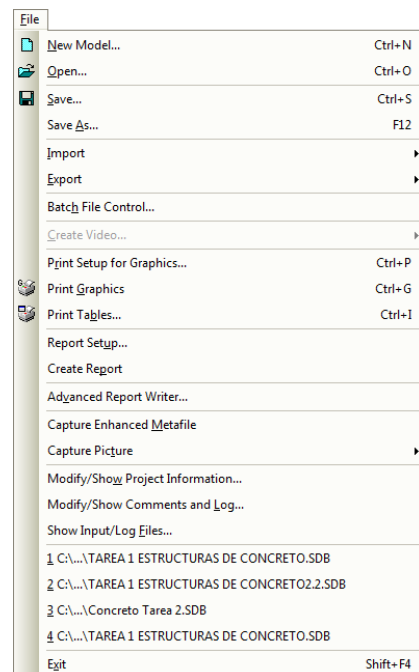 File
New Model... Ctrl+N
Open... Ctrl+O
Save... Ctrl+S
Save As... F12
Import
Export
Batch File Control...
Create Video...
Print Setup for Graphics... Ctrl+P
Print Graphics Ctrl+G
Print Tables... Ctrl+I
Report Setup...
Create Report
Advanced Report Writer...
Capture Enhanced Metafile
Capture Picture
Modify/Show Project Information...
Modify/Show Comments and Log...
Show Input/Log Files...
1 C:\...\TAREA 1 ESTRUCTURAS DE CONCRETO.SDB
2 C:\...\TAREA 1 ESTRUCTURAS DE CONCRETO2.2.SDB
3 C:\...\Concreto Tarea 2.SDB
4 C:\...\TAREA 1 ESTRUCTURAS DE CONCRETO.SDB
Exit Shift+F4